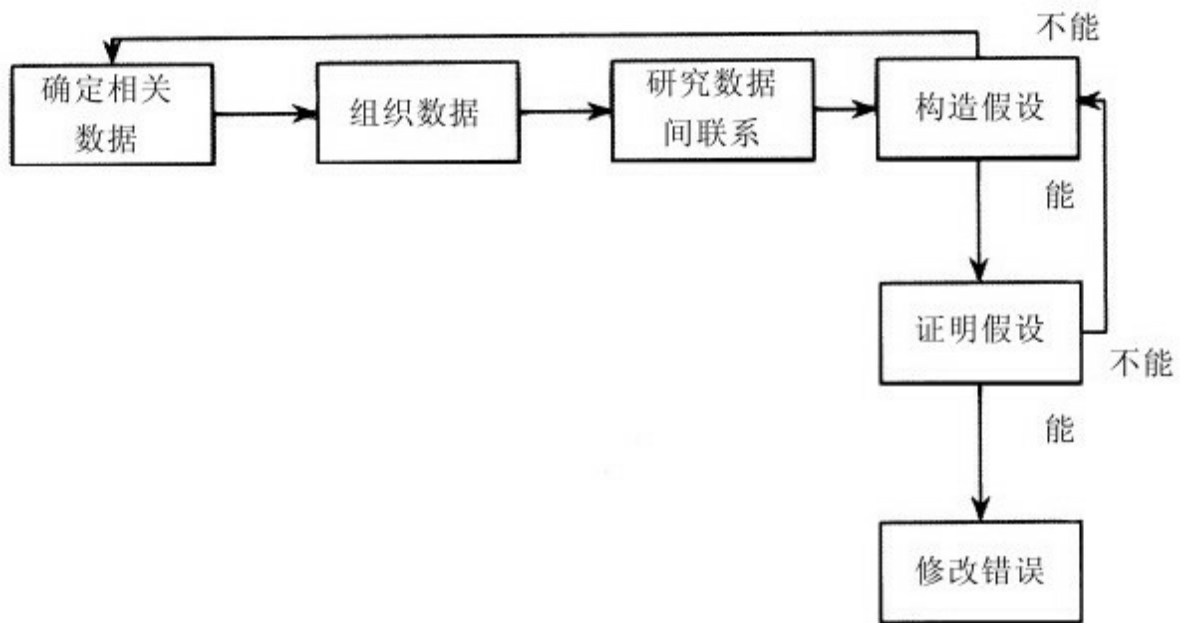 不能
确定相关
数据
组织数据
研究数据
间联系
构造假设
能
证明假设
不能
能
修改错误